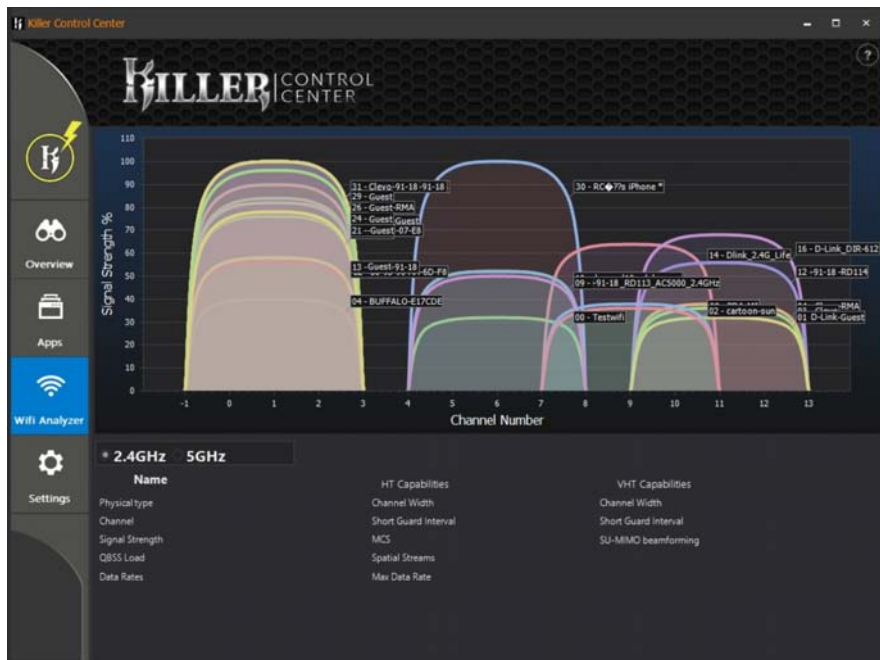 Killer Control Center
KILLER CONTROL CENTER
?
110
100
90
80
70
60
50
40
30
20
10
0
Signal Strength %
31 - Clevo-91-18 -91-18
29 - Guest
26 - Guest-RMA
24 - Guest Guest
21 --Guest-07-E8
13 -Guest-91-18
6D-F8
04 - BUFFALO-E17CDE
30 - RC�??s iPhone *
09 - -91-18 _RD113_AC5000_2.4GHz
00 - Testwifi
14 - Dlink_2.4G_Life
16 - D-Link_DIR-612
12 -91-18 -RD114
02 - cartoon-sun
-RMA
01 D-Link-Guest
-1 0 1 2 3 4 5 6 7 8 9 10 11 12 13
Channel Number
Overview
Apps
Wifi Analyzer
Settings
2.4GHz 5GHz
Name
Physical type
Channel
Signal Strength
QBSS Load
Data Rates
HT Capabilities
Channel Width
Short Guard Interval
MCS
Spatial Streams
Max Data Rate
VHT Capabilities
Channel Width
Short Guard Interval
SU-MIMO beamforming